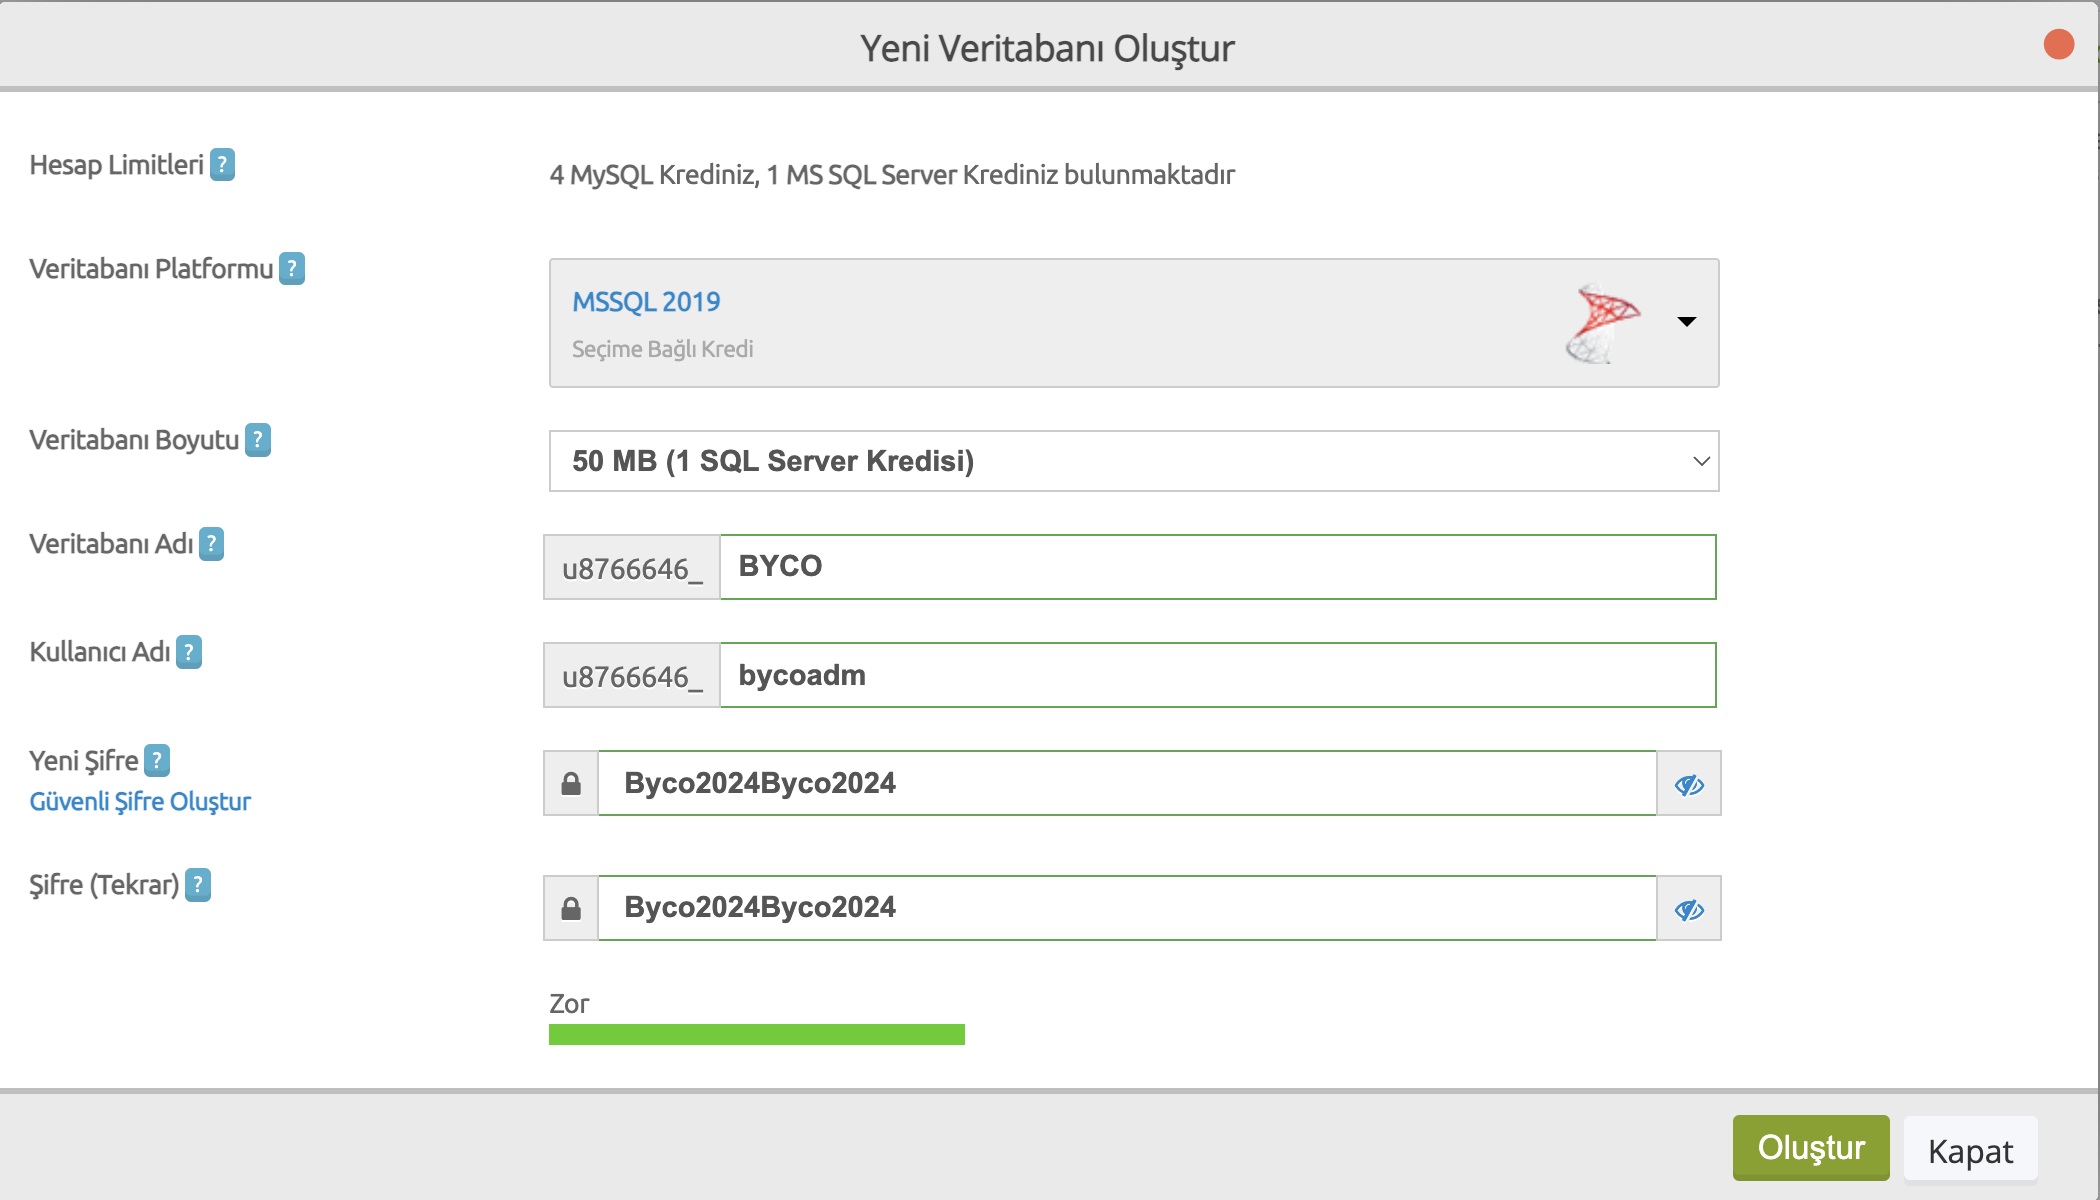 Yeni Veritabanı Oluştur
Hesap Limitleri ?
4 MySQL Krediniz, 1 MS SQL Server Krediniz bulunmaktadır
Veritabanı Platformu ?
MSSQL 2019
Seçime Bağlı Kredi
Veritabanı Boyutu ?
50 MB (1 SQL Server Kredisi)
Veritabanı Adı ?
u8766646_ BYCO
Kullanıcı Adı ?
u8766646_ bycoadm
Yeni Şifre ?
Güvenli Şifre Oluştur
Byco2024Byco2024
Şifre (Tekrar) ?
Byco2024Byco2024
Zor
Oluştur
Kapat